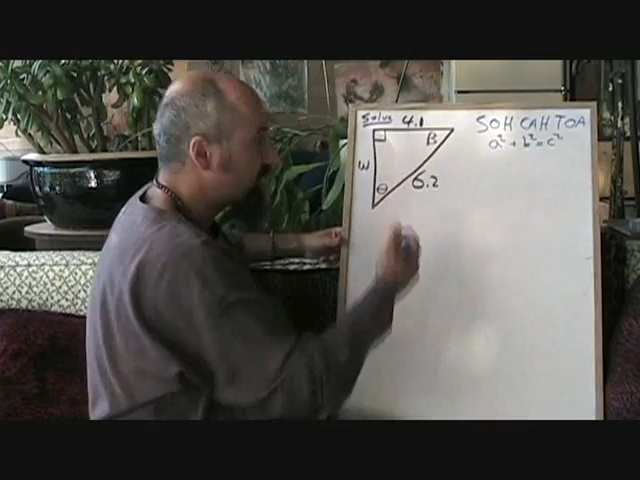 Solve
4.1
SOH CAH TOA
a² + b² = c²
β
ω
θ
6.2